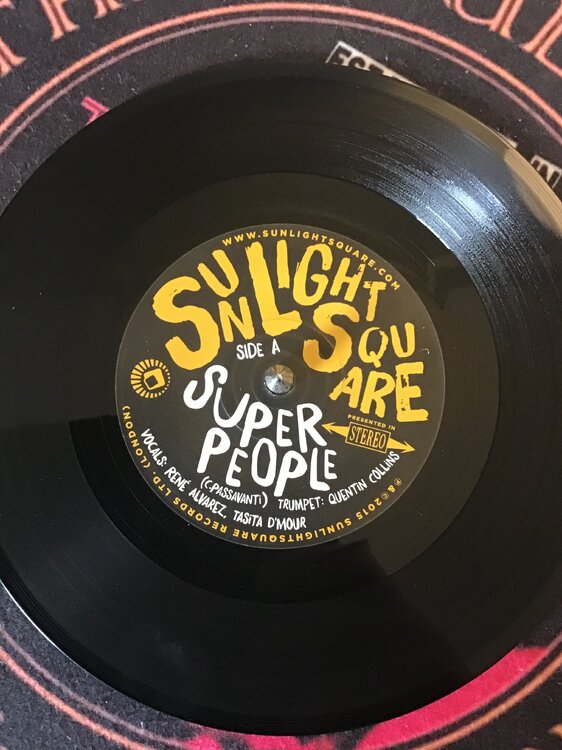 WWW.SUNLIGHTSQUARE.COM
SUNLIGHT
SQUARE
SIDE A
SUPER
PEOPLE
PRESENTED IN
STEREO
(C.PASSAVANTI)
VOCALS: RENÉ ALVAREZ, TASITA D'MOUR
TRUMPET: QUENTIN COLLINS
℗&©2015 SUNLIGHTSQUARE RECORDS LTD. (LONDON)